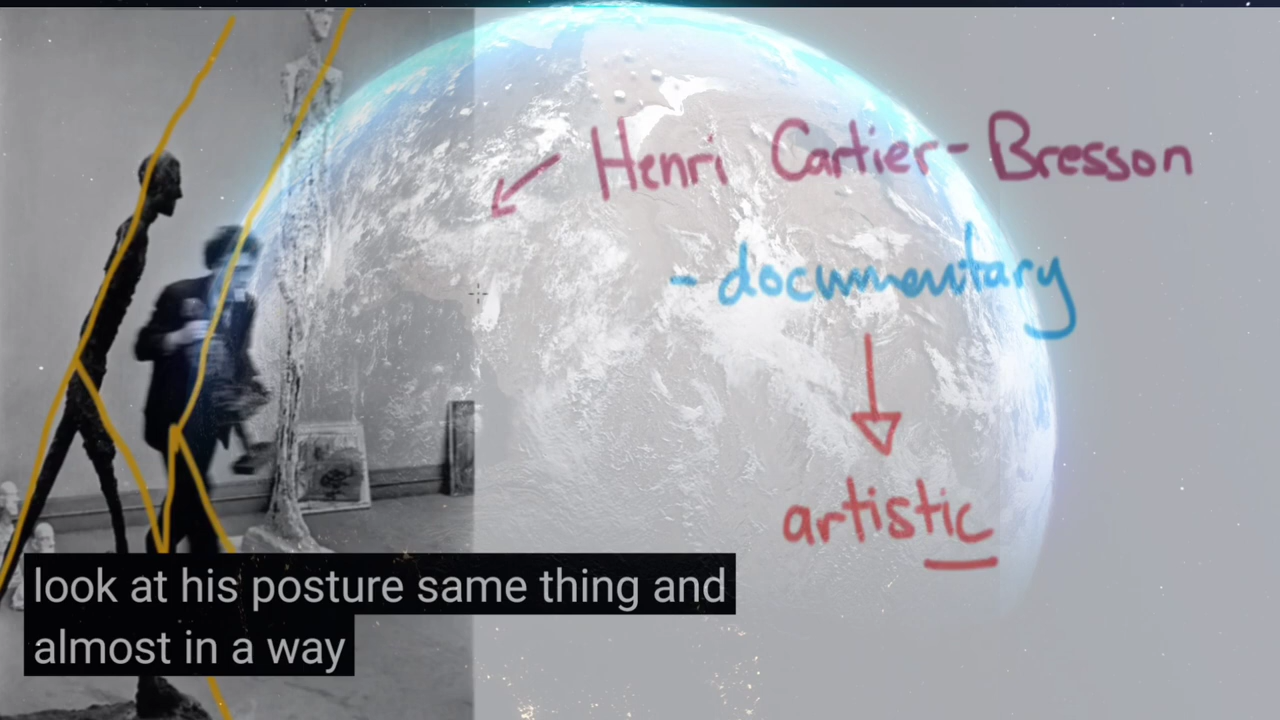 Henri Cartier-Bresson
- documentary
artistic
look at his posture same thing and
almost in a way